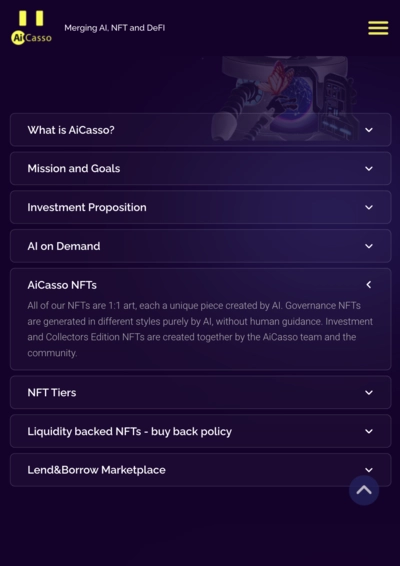 AiCasso
Merging AI, NFT and DeFI
What is AiCasso?
Mission and Goals
Investment Proposition
AI on Demand
AiCasso NFTs
All of our NFTs are 1:1 art, each a unique piece created by AI. Governance NFTs
are generated in different styles purely by AI, without human guidance. Investment
and Collectors Edition NFTs are created together by the AiCasso team and the
community.
NFT Tiers
Liquidity backed NFTs - buy back policy
Lend&Borrow Marketplace